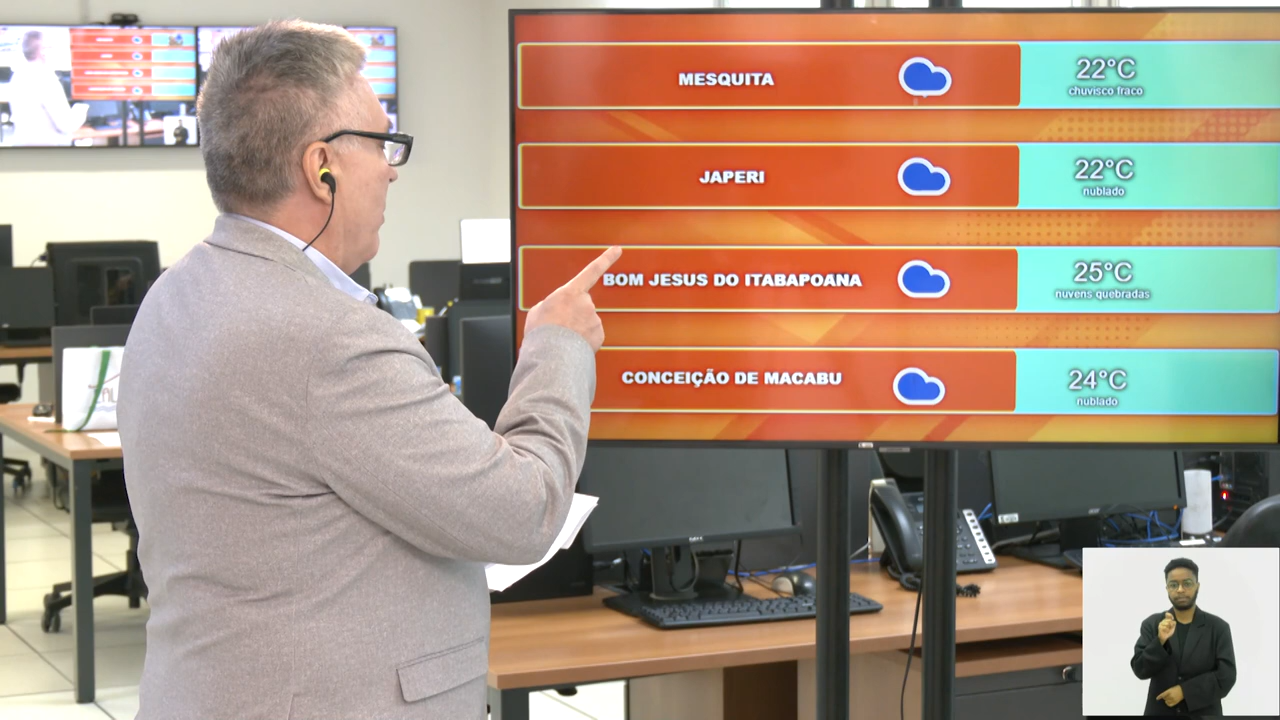 MESQUITA
22°C
chuvisco fraco
JAPERI
22°C
nublado
BOM JESUS DO ITABAPOANA
25°C
nuvens quebradas
CONCEIÇÃO DE MACABU
24°C
nublado